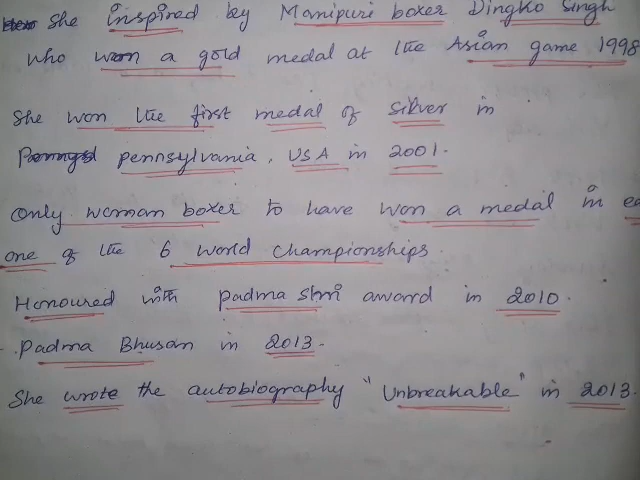 She inspired by Manipuri boxer Dingko Singh
who won a gold medal at the Asian game 1998
She won the first medal of silver in
pennsylvania, USA in 2001.
Only woman boxer to have won a medal in ea
one of the 6 world championships.
Honoured with padma Shri award in 2010.
Padma Bhusan in 2013.
She wrote the autobiography "Unbreakable" in 2013.